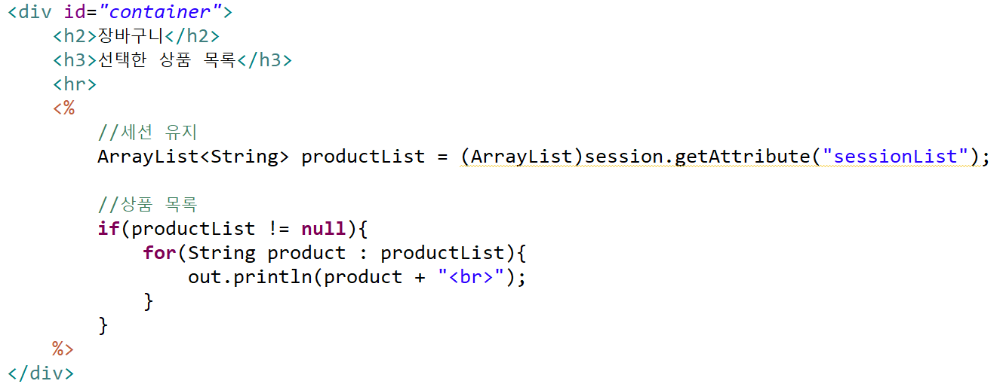 <div id="container">
    <h2>장바구니</h2>
    <h3>선택한 상품 목록</h3>
    <hr>
    <%
        //세션 유지
        ArrayList<String> productList = (ArrayList)session.getAttribute("sessionList");
        //상품 목록
        if(productList != null){
            for(String product : productList){
                out.println(product + "<br>");
            }
        }
    %>
</div>